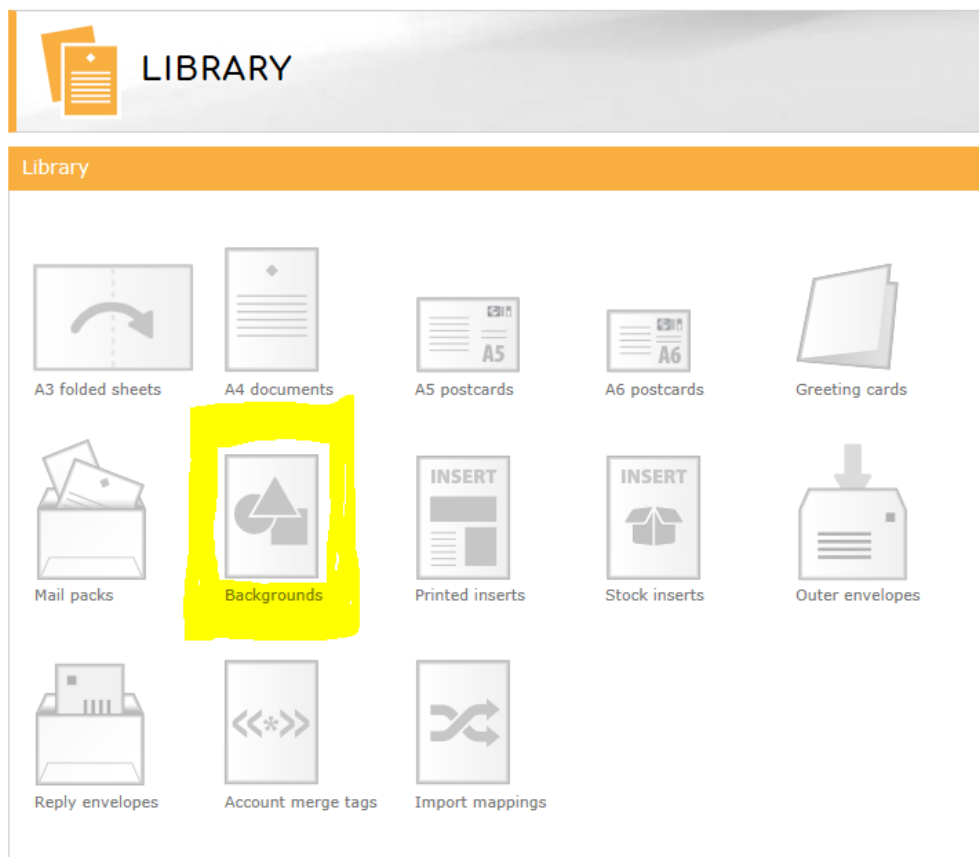 LIBRARY
Library
A5
A6
A3 folded sheets
A4 documents
A5 postcards
A6 postcards
Greeting cards
INSERT
INSERT
Mail packs
Backgrounds
Printed inserts
Stock inserts
Outer envelopes
<<*>>
Reply envelopes
Account merge tags
Import mappings